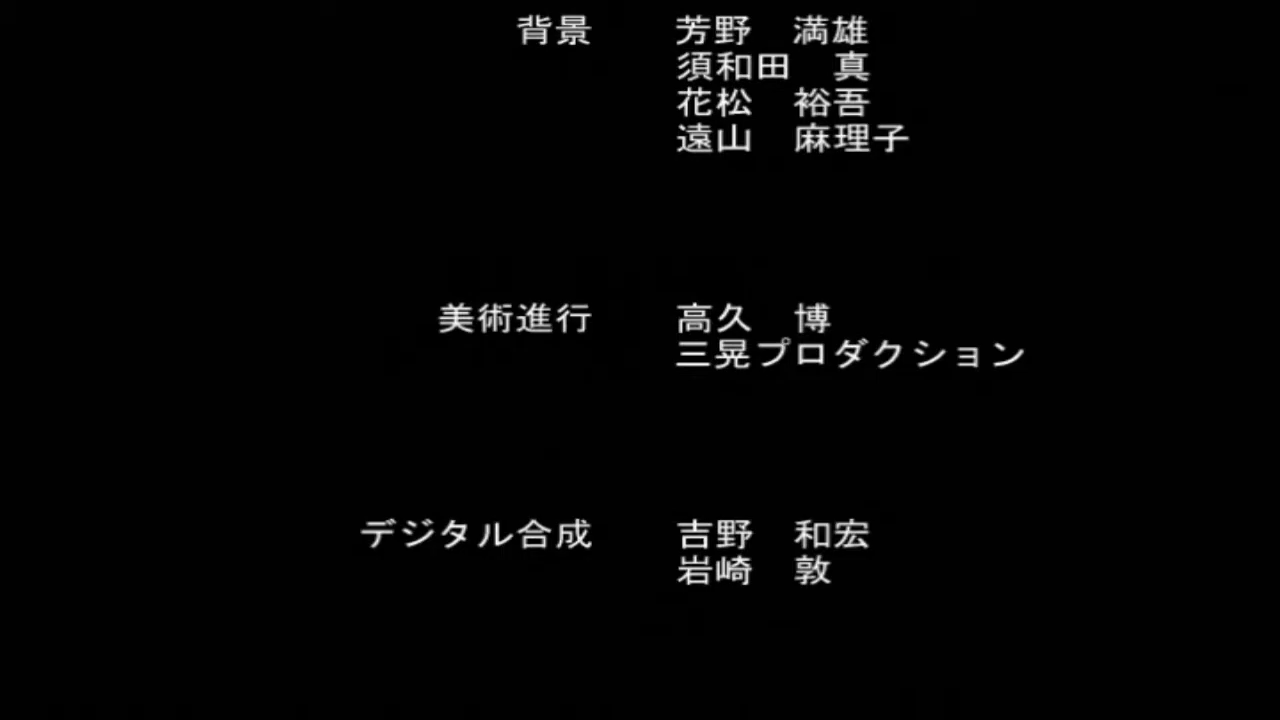 背景　芳野　満雄
須和田　真
花松　裕吾
遠山　麻理子
美術進行　高久　博
三晃プロダクション
デジタル合成　吉野　和宏
岩崎　敦